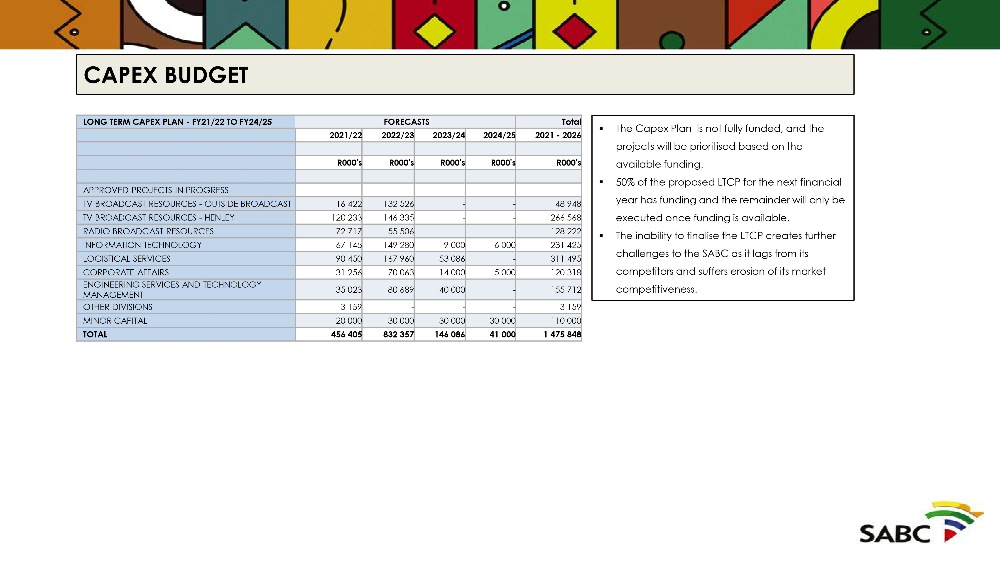 CAPEX BUDGET
LONG TERM CAPEX PLAN - FY21/22 TO FY24/25 FORECASTS Total
2021/22 2022/23 2023/24 2024/25 2021 - 2026
R000's R000's R000's R000's R000's
APPROVED PROJECTS IN PROGRESS
TV BROADCAST RESOURCES - OUTSIDE BROADCAST 16 422 132 526 - - 148 948
TV BROADCAST RESOURCES - HENLEY 120 233 146 335 - - 266 568
RADIO BROADCAST RESOURCES 72 717 55 506 - - 128 222
INFORMATION TECHNOLOGY 67 145 149 280 9 000 6 000 231 425
LOGISTICAL SERVICES 90 450 167 960 53 086 - 311 495
CORPORATE AFFAIRS 31 256 70 063 14 000 5 000 120 318
ENGINEERING SERVICES AND TECHNOLOGY
MANAGEMENT 35 023 80 689 40 000 - 155 712
OTHER DIVISIONS 3 159 - - - 3 159
MINOR CAPITAL 20 000 30 000 30 000 30 000 110 000
TOTAL 456 405 832 357 146 086 41 000 1 475 848
▪ The Capex Plan is not fully funded, and the
projects will be prioritised based on the
available funding.
▪ 50% of the proposed LTCP for the next financial
year has funding and the remainder will only be
executed once funding is available.
▪ The inability to finalise the LTCP creates further
challenges to the SABC as it lags from its
competitors and suffers erosion of its market
competitiveness.
SABC